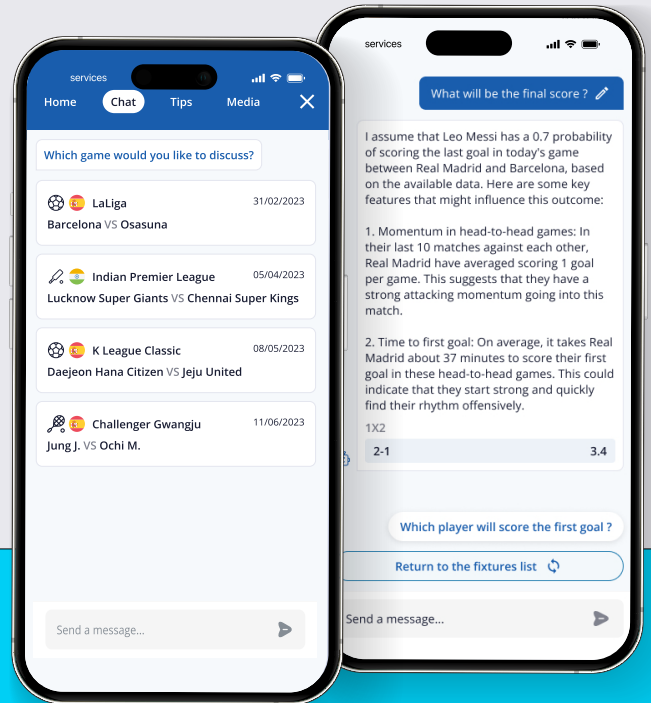 services
Home Chat Tips Media
Which game would you like to discuss?
LaLiga 31/02/2023
Barcelona VS Osasuna
Indian Premier League 05/04/2023
Lucknow Super Giants VS Chennai Super Kings
K League Classic 08/05/2023
Daejeon Hana Citizen VS Jeju United
Challenger Gwangju 11/06/2023
Jung J. VS Ochi M.
Send a message...
services
What will be the final score ?
I assume that Leo Messi has a 0.7 probability
of scoring the last goal in today's game
between Real Madrid and Barcelona, based
on the available data. Here are some key
features that might influence this outcome:
1. Momentum in head-to-head games: In
their last 10 matches against each other,
Real Madrid have averaged scoring 1 goal
per game. This suggests that they have a
strong attacking momentum going into this
match.
2. Time to first goal: On average, it takes Real
Madrid about 37 minutes to score their first
goal in these head-to-head games. This could
indicate that they start strong and quickly
find their rhythm offensively.
1X2
2-1 3.4
Which player will score the first goal ?
Return to the fixtures list
Send a message...